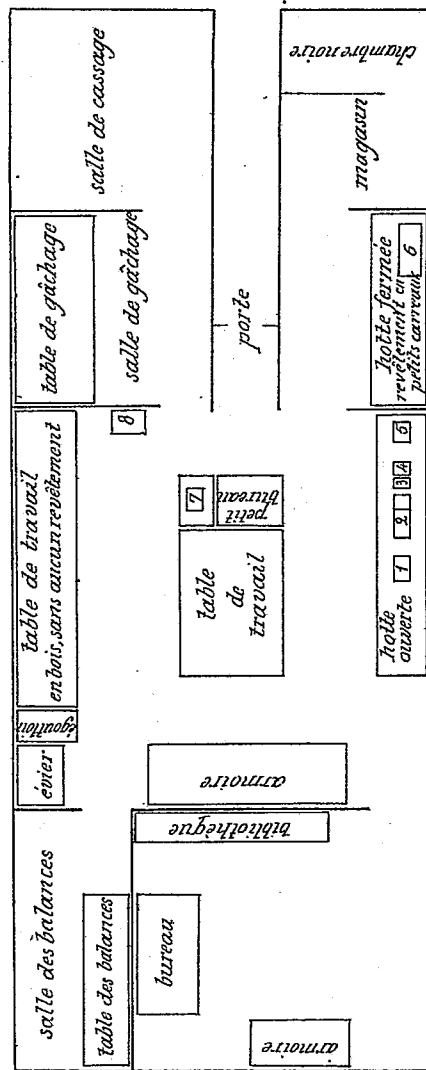 salle de cassage
chambre noire
magasin
table de gâchage
salle de gâchage
porte
hotte fermée
revêtement en
petits carreaux
6
table de travail
en bois, sans aucun revêtement
8
7
petit
bureau
table
de
travail
hotte
ouverte
1
2
3
4
5
égouttoir
évier
armoire
bibliothèque
salle des balances
table des balances
bureau
armoire